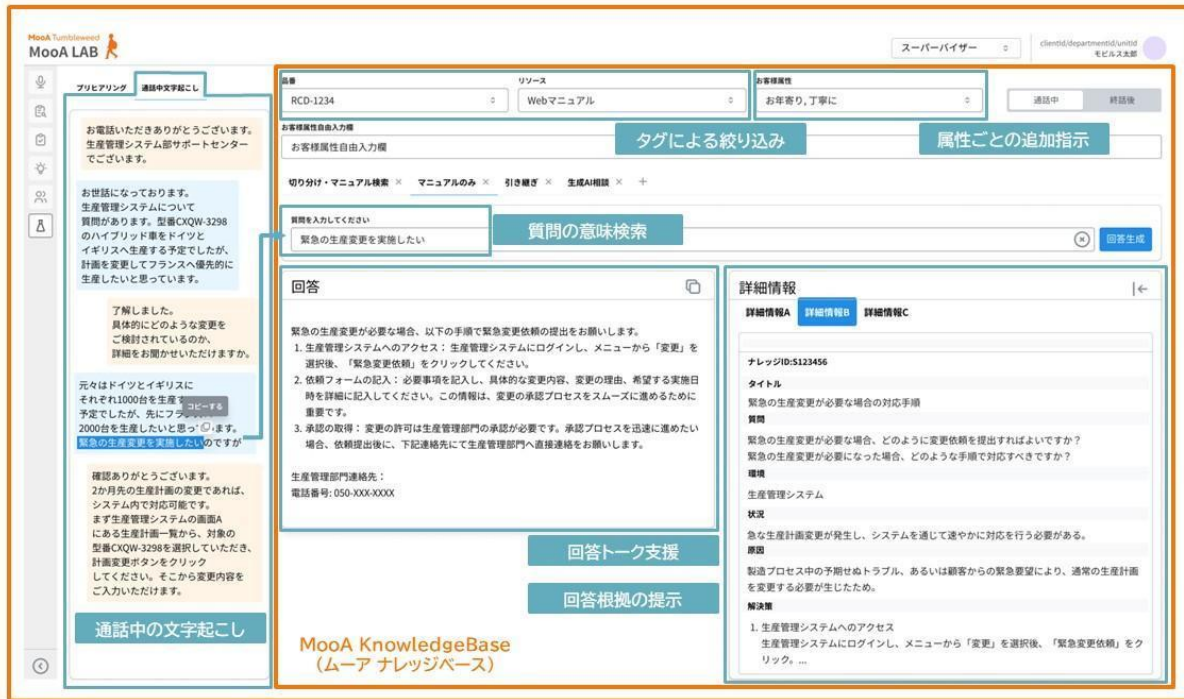 MooA Tumbleweed
MooA LAB
スーパーバイザー
clientid/departmentid/unitid
モビルス太郎
プリヒアリング
通話中文字起こし
お電話いただきありがとうございます。
生産管理システム部サポートセンター
でございます。
お世話になっております。
生産管理システムについて
質問があります。型番CXQW-3298
のハイブリッド車をドイツと
イギリスへ生産する予定でしたが、
計画を変更してフランスへ優先的に
生産したいと思っています。
了解しました。
具体的にどのような変更を
ご検討されているのか、
詳細をお聞かせいただけますか。
元々はドイツとイギリスに
それぞれ1000台を生産す
予定でしたが、先にフラン
コピーする
2000台を生産したいと思っ ます。
緊急の生産変更を実施したいのですが
確認ありがとうございます。
2か月先の生産計画の変更であれば、
システム内で対応可能です。
まず生産管理システムの画面A
にある生産計画一覧から、対象の
型番CXQW-3298を選択していただき、
計画変更ボタンをクリック
してください。そこから変更内容を
ご入力いただけます。
通話中の文字起こし
品番
リソース
お客様属性
RCD-1234
Webマニュアル
お年寄り,丁寧に
通話中
終話後
お客様属性自由入力欄
お客様属性自由入力欄
タグによる絞り込み
属性ごとの追加指示
切り分け・マニュアル検索 ×
マニュアルのみ ×
引き継ぎ ×
生成AI相談 ×
+
質問を入力してください
緊急の生産変更を実施したい
質問の意味検索
回答生成
回答
緊急の生産変更が必要な場合、以下の手順で緊急変更依頼の提出をお願いします。
1. 生産管理システムへのアクセス： 生産管理システムにログインし、メニューから「変更」を
選択後、「緊急変更依頼」をクリックしてください。
2. 依頼フォームの記入： 必要事項を記入し、具体的な変更内容、変更の理由、希望する実施日
時を詳細に記入してください。この情報は、変更の承認プロセスをスムーズに進めるために
重要です。
3. 承認の取得： 変更の許可は生産管理部門の承認が必要です。承認プロセスを迅速に進めたい
場合、依頼提出後に、下記連絡先にて生産管理部門へ直接連絡をお願いします。
生産管理部門連絡先：
電話番号: 050-XXX-XXXX
回答トーク支援
回答根拠の提示
MooA KnowledgeBase
（ムーア ナレッジベース）
詳細情報
詳細情報A
詳細情報B
詳細情報C
ナレッジID:S123456
タイトル
緊急の生産変更が必要な場合の対応手順
質問
緊急の生産変更が必要な場合、どのように変更依頼を提出すればよいですか？
緊急の生産変更が必要になった場合、どのような手順で対応すべきですか？
環境
生産管理システム
状況
急な生産計画変更が発生し、システムを通じて速やかに対応を行う必要がある。
原因
製造プロセス中の予期せぬトラブル、あるいは顧客からの緊急要望により、通常の生産計画
を変更する必要が生じたため。
解決策
1. 生産管理システムへのアクセス
生産管理システムにログインし、メニューから「変更」を選択後、「緊急変更依頼」をク
リック。...